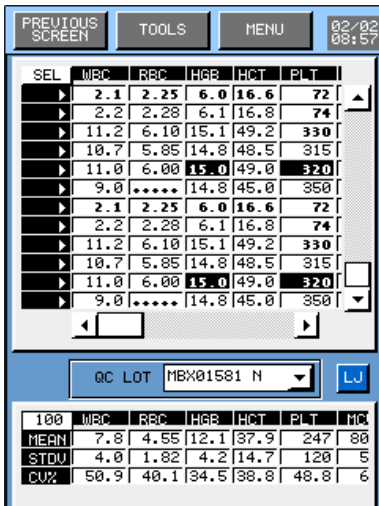 PREVIOUS SCREEN TOOLS MENU 02/02 08:57
SEL WBC RBC HGB HCT PLT
2.1 2.25 6.0 16.6 72
2.2 2.28 6.1 16.8 74
11.2 6.10 15.1 49.2 330
10.7 5.85 14.8 48.5 315
11.0 6.00 15.0 49.0 320
9.0 ••••• 14.8 45.0 350
2.1 2.25 6.0 16.6 72
2.2 2.28 6.1 16.8 74
11.2 6.10 15.1 49.2 330
10.7 5.85 14.8 48.5 315
11.0 6.00 15.0 49.0 320
9.0 ••••• 14.8 45.0 350
QC LOT MBX01581 N LJ
100 WBC RBC HGB HCT PLT
MEAN 7.8 4.55 12.1 37.9 247 80
STDV 4.0 1.82 4.2 14.7 120 5
CV% 50.9 40.1 34.5 38.8 48.8 6